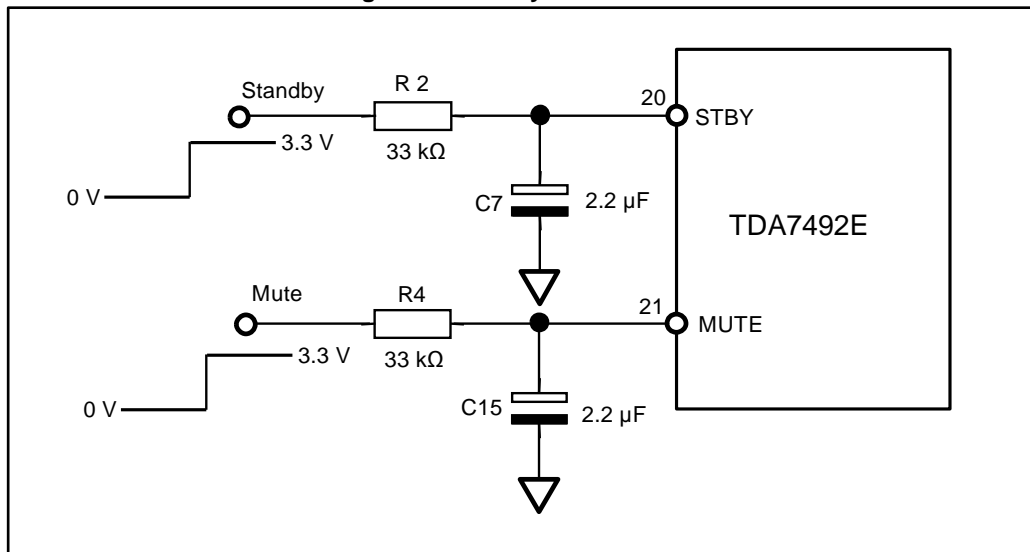 Standby
R 2
20
STBY
3.3 V
33 kΩ
0 V
C7
2.2 µF
TDA7492E
Mute
R4
21
MUTE
3.3 V
33 kΩ
0 V
C15
2.2 µF